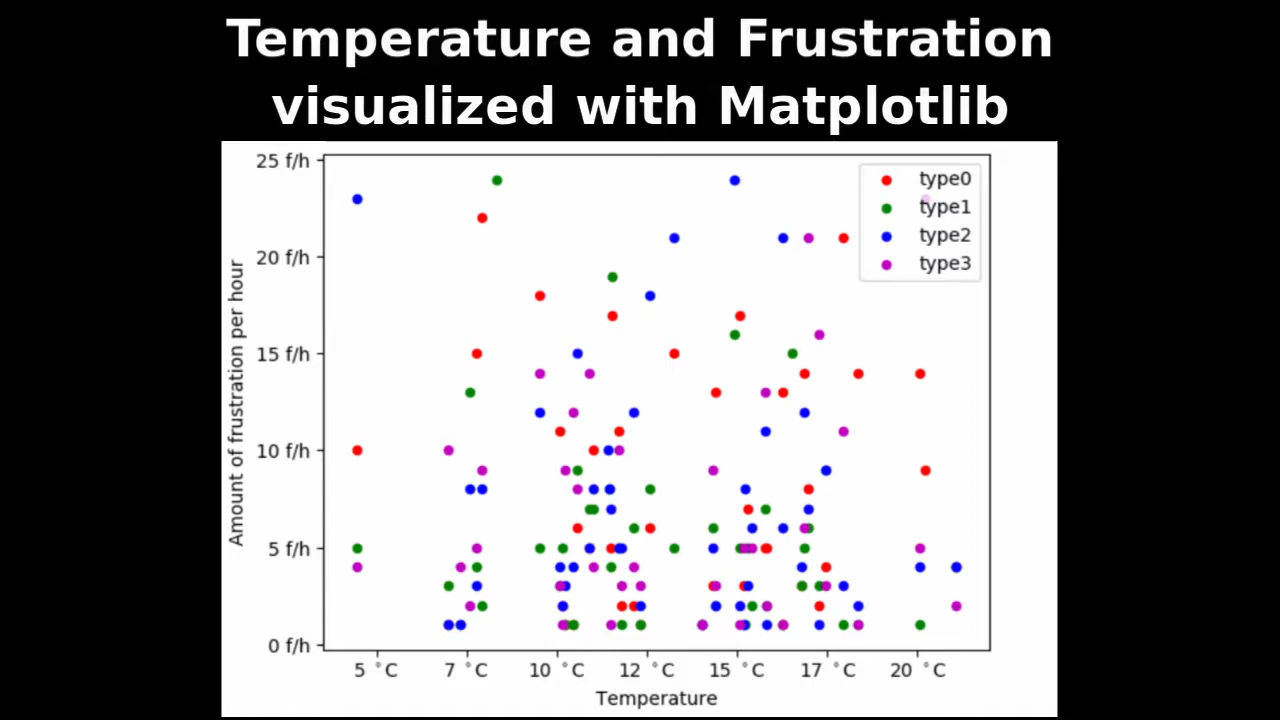 Temperature and Frustration
visualized with Matplotlib
25 f/h
20 f/h
15 f/h
10 f/h
5 f/h
0 f/h
Amount of frustration per hour
type0
type1
type2
type3
5 °C 7 °C 10 °C 12 °C 15 °C 17 °C 20 °C
Temperature